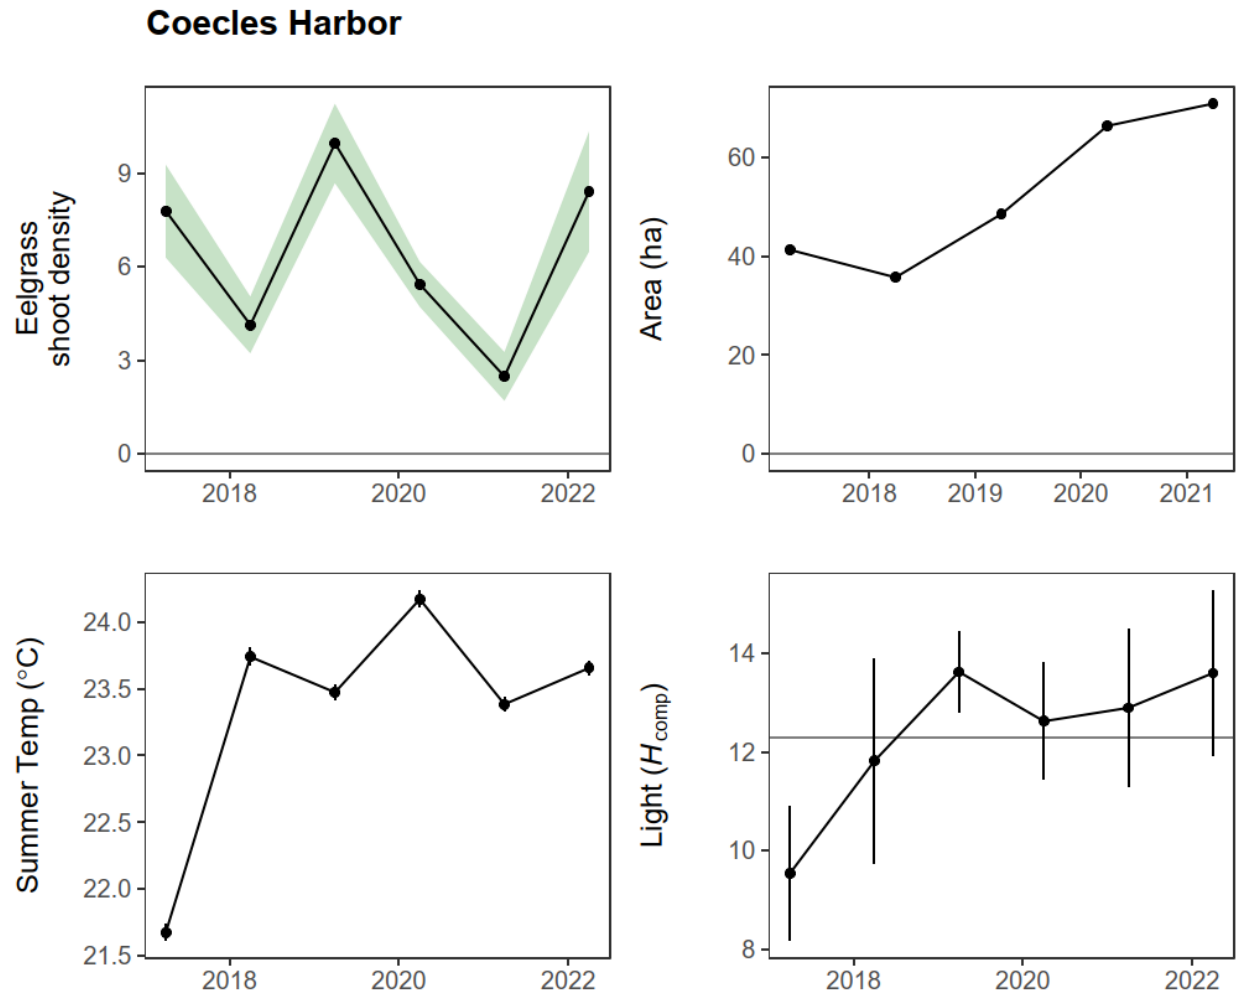 Coecles Harbor
Eelgrass
shoot density
9
6
3
0
2018 2020 2022
Area (ha)
60
40
20
0
2018 2019 2020 2021
Summer Temp (°C)
24.0
23.5
23.0
22.5
22.0
21.5
2018 2020 2022
Light (Hcomp)
14
12
10
8
2018 2020 2022